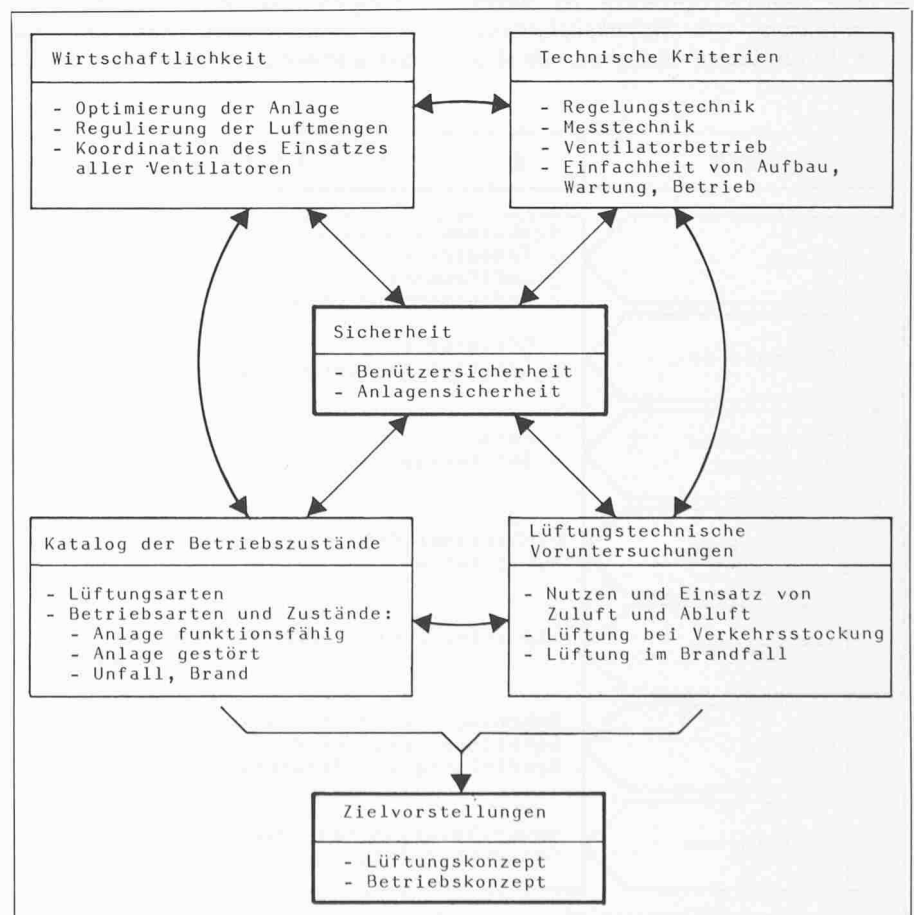 Wirtschaftlichkeit
- Optimierung der Anlage
- Regulierung der Luftmengen
- Koordination des Einsatzes
aller Ventilatoren
Technische Kriterien
- Regelungstechnik
- Messtechnik
- Ventilatorbetrieb
- Einfachheit von Aufbau,
Wartung, Betrieb
Sicherheit
- Benützersicherheit
- Anlagensicherheit
Katalog der Betriebszustände
- Lüftungsarten
- Betriebsarten und Zustände:
- Anlage funktionsfähig
- Anlage gestört
- Unfall, Brand
Lüftungstechnische
Voruntersuchungen
- Nutzen und Einsatz von
Zuluft und Abluft
- Lüftung bei Verkehrsstockung
- Lüftung im Brandfall
Zielvorstellungen
- Lüftungskonzept
- Betriebskonzept